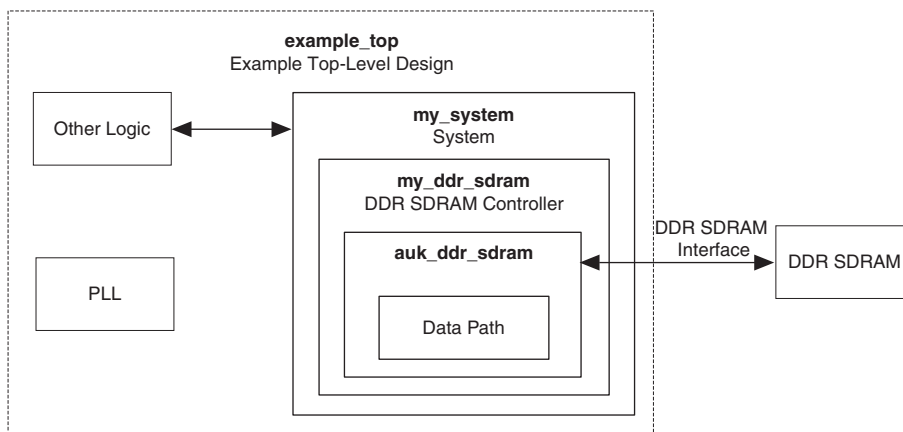 example_top
Example Top-Level Design
Other Logic
my_system
System
my_ddr_sdram
DDR SDRAM Controller
auk_ddr_sdram
DDR SDRAM
Interface
DDR SDRAM
PLL
Data Path